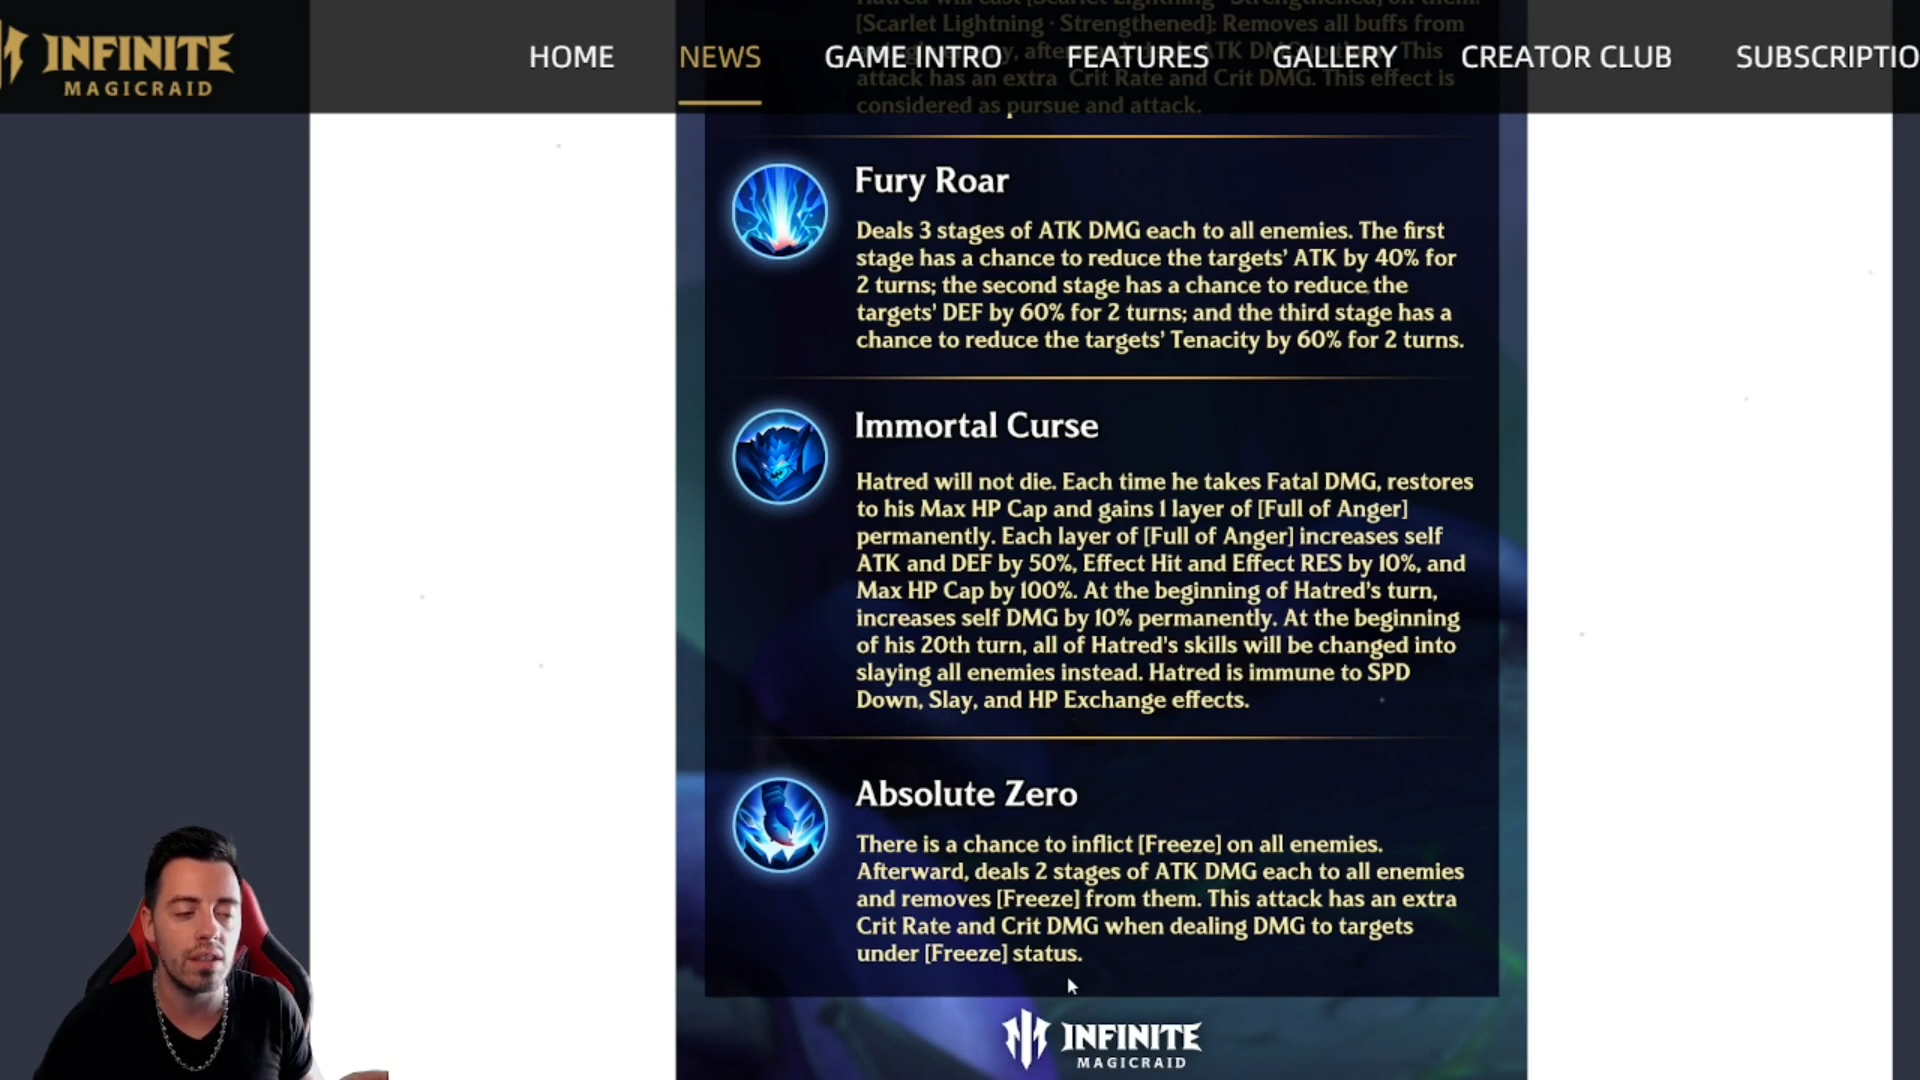 [Scarlet Lightning · Strengthened]: Removes all buffs from
INFINITE
MAGICRAID
HOME
NEWS
GAME INTRO
FEATURES
GALLERY
CREATOR CLUB
SUBSCRIPTIO
attack has an extra Crit Rate and Crit DMG. This effect is
considered as pursue and attack.
Fury Roar
Deals 3 stages of ATK DMG each to all enemies. The first
stage has a chance to reduce the targets' ATK by 40% for
2 turns; the second stage has a chance to reduce the
targets' DEF by 60% for 2 turns; and the third stage has a
chance to reduce the targets' Tenacity by 60% for 2 turns.
Immortal Curse
Hatred will not die. Each time he takes Fatal DMG, restores
to his Max HP Cap and gains 1 layer of [Full of Anger]
permanently. Each layer of [Full of Anger] increases self
ATK and DEF by 50%, Effect Hit and Effect RES by 10%, and
Max HP Cap by 100%. At the beginning of Hatred's turn,
increases self DMG by 10% permanently. At the beginning
of his 20th turn, all of Hatred's skills will be changed into
slaying all enemies instead. Hatred is immune to SPD
Down, Slay, and HP Exchange effects.
Absolute Zero
There is a chance to inflict [Freeze] on all enemies.
Afterward, deals 2 stages of ATK DMG each to all enemies
and removes [Freeze] from them. This attack has an extra
Crit Rate and Crit DMG when dealing DMG to targets
under [Freeze] status.
INFINITE
MAGICRAID